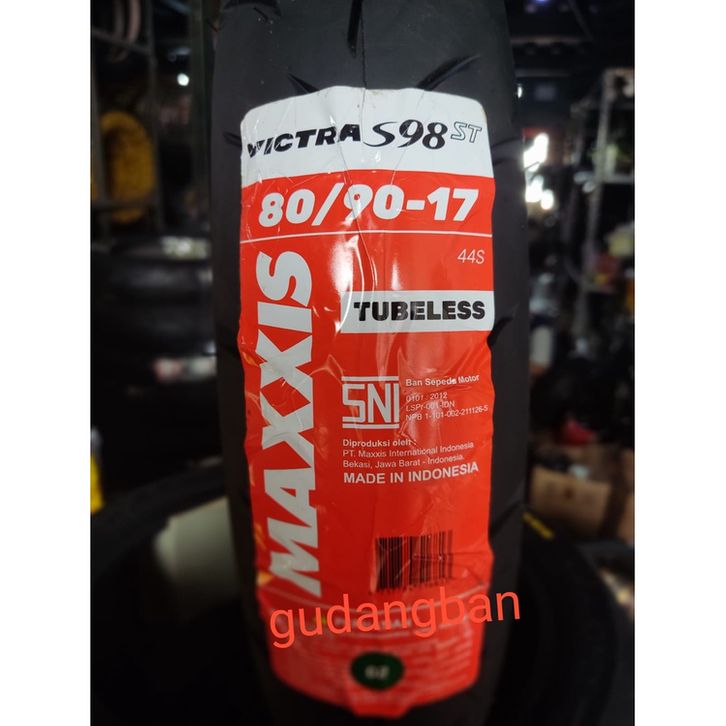 VICTRA S98 ST
80/90-17
44S
MAXXIS
TUBELESS
SNI
Ban Sepeda Motor
0101 : 2012
LSPr-001-IDN
NPB 1-101-002-211126-S
Diproduksi oleh :
PT. Maxxis International Indonesia
Bekasi, Jawa Barat - Indonesia.
MADE IN INDONESIA
gudangban